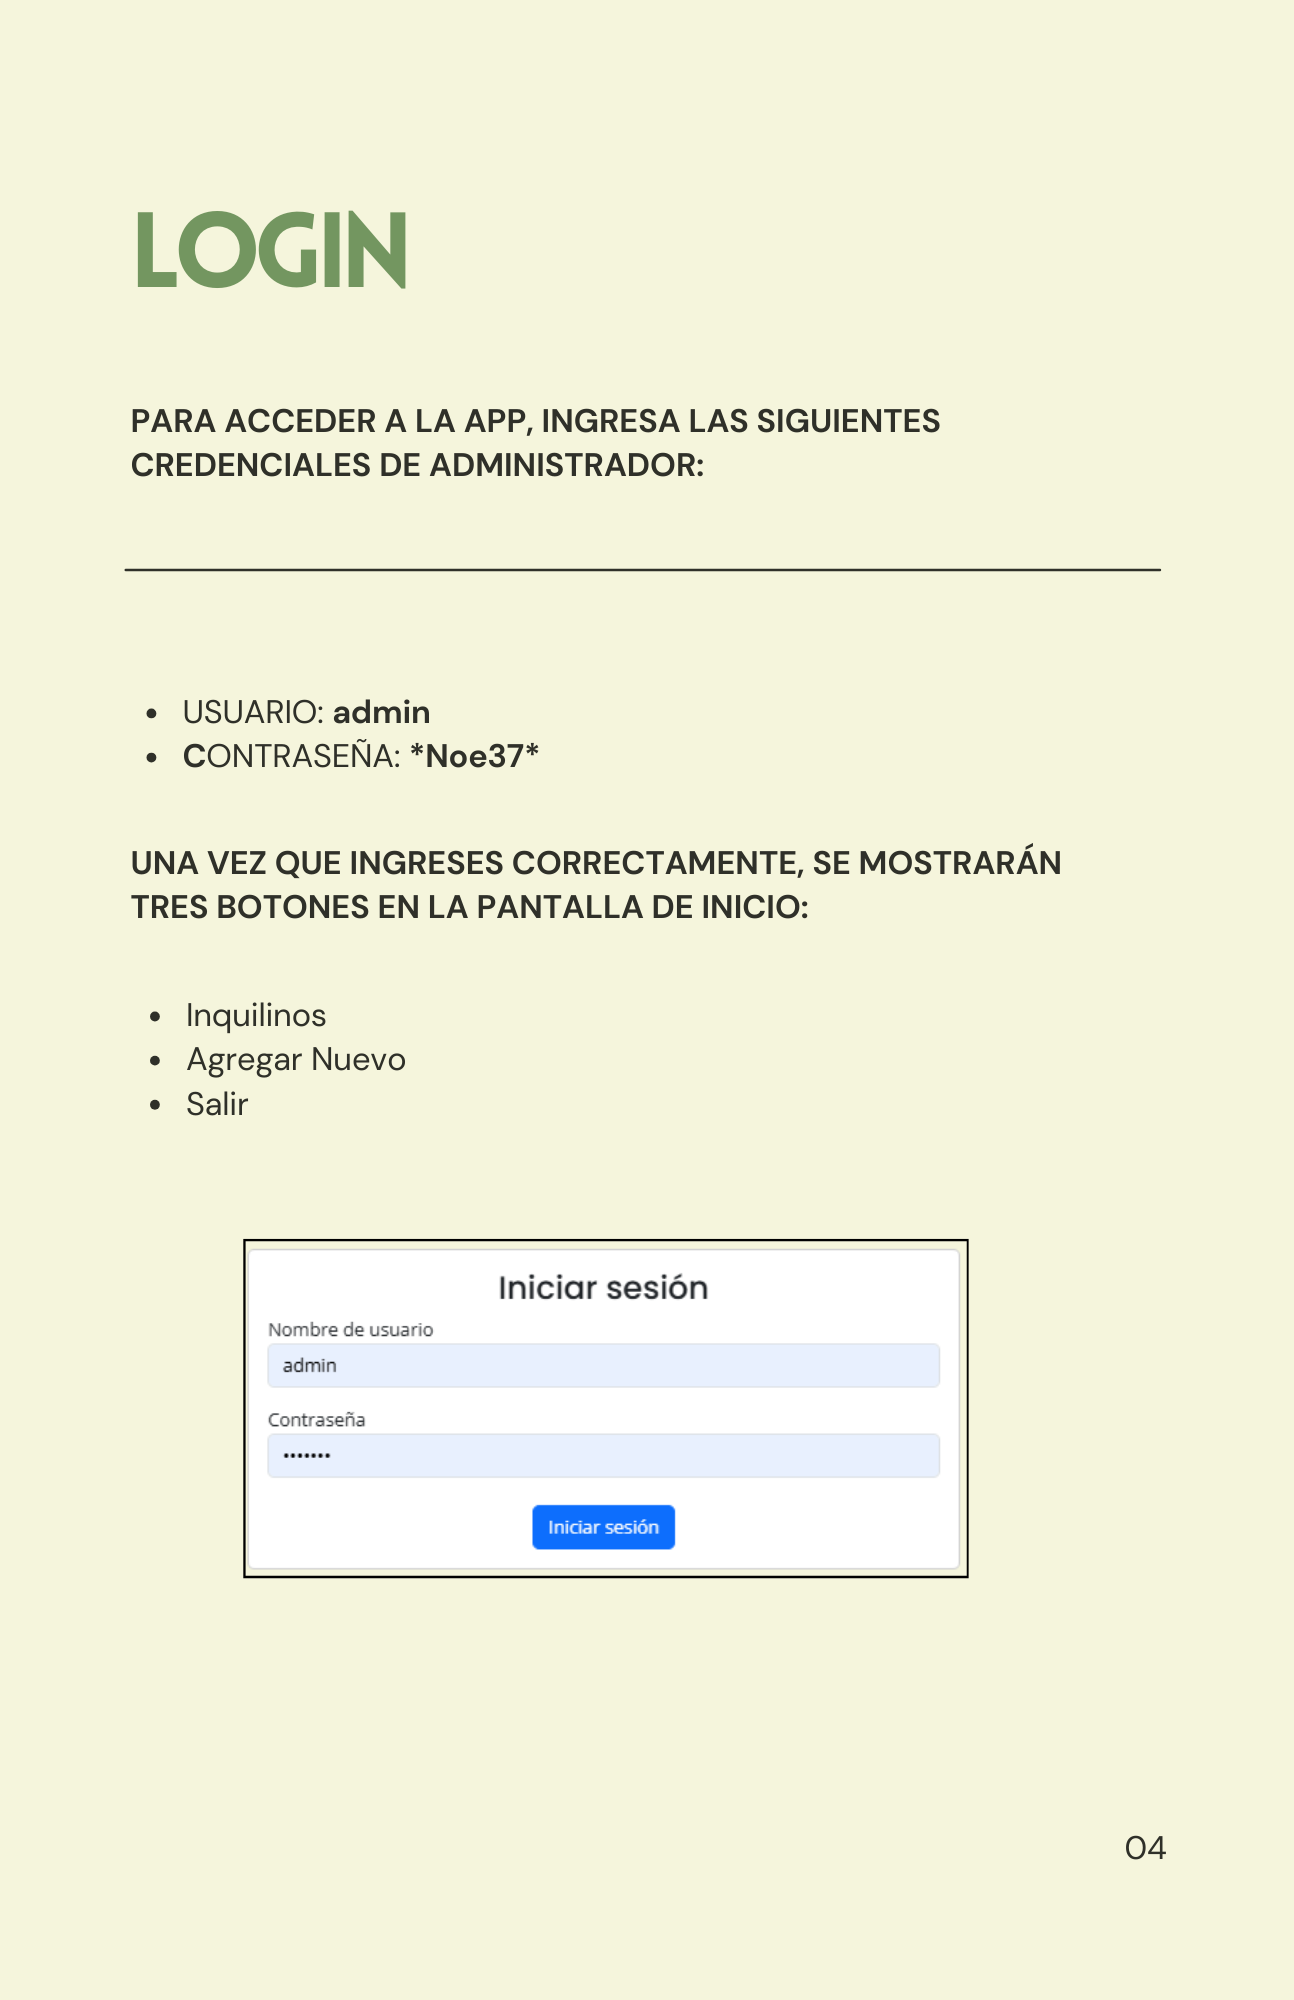 LOGIN
PARA ACCEDER A LA APP, INGRESA LAS SIGUIENTES
CREDENCIALES DE ADMINISTRADOR:
• USUARIO: admin
• CONTRASEÑA: *Noe37*
UNA VEZ QUE INGRESES CORRECTAMENTE, SE MOSTRARÁN
TRES BOTONES EN LA PANTALLA DE INICIO:
• Inquilinos
• Agregar Nuevo
• Salir
Iniciar sesión
Nombre de usuario
admin
Contraseña
•••••••
Iniciar sesión
04